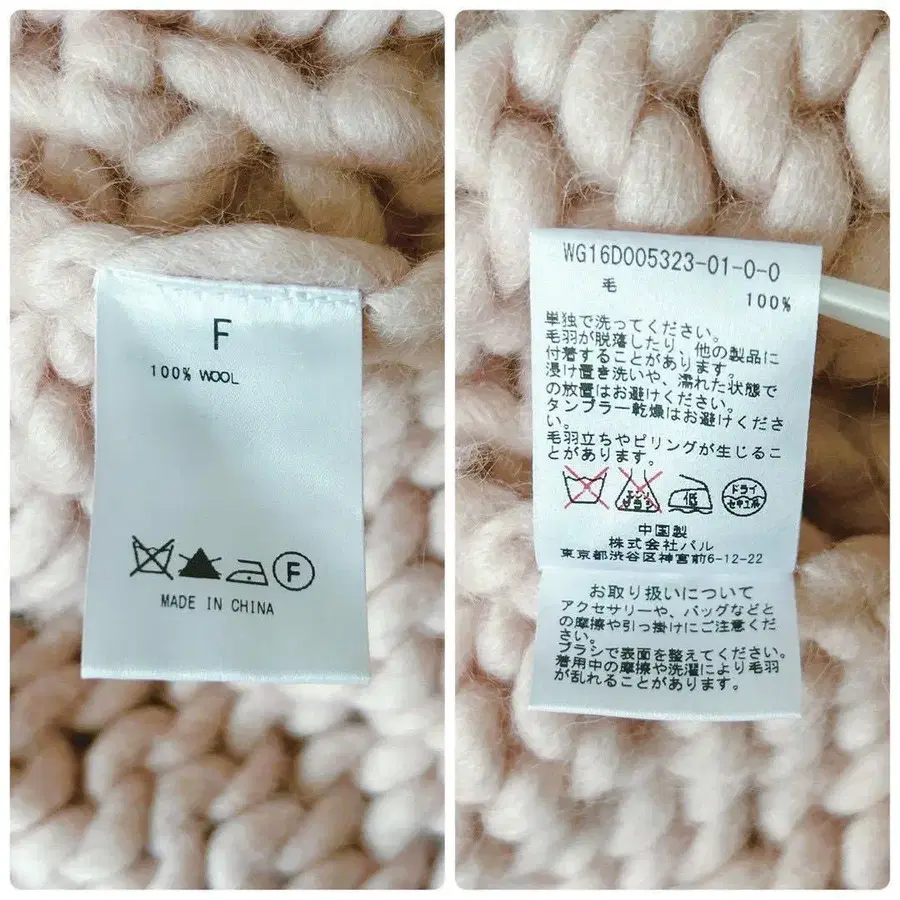 F
100% WOOL
F
MADE IN CHINA
WG16D005323-01-0-0
毛 100%
単独で洗ってください。
毛羽が脱落したり、他の製品に
付着することがあります。
浸け置き洗いや、濡れた状態で
の放置はお避けください。
タンブラー乾燥はお避けくださ
い。
毛羽立ちやピリングが生じるこ
とがあります。
エンソサラシ 低 ドライ セキユ系
中国製
株式会社パル
東京都渋谷区神宮前6-12-22
お取り扱いについて
アクセサリーや、バッグなどと
の摩擦や引っ掛けにご注意くだ
さい。
ブラシで表面を整えてください。
着用中の摩擦や洗濯により毛羽
が乱れることがあります。